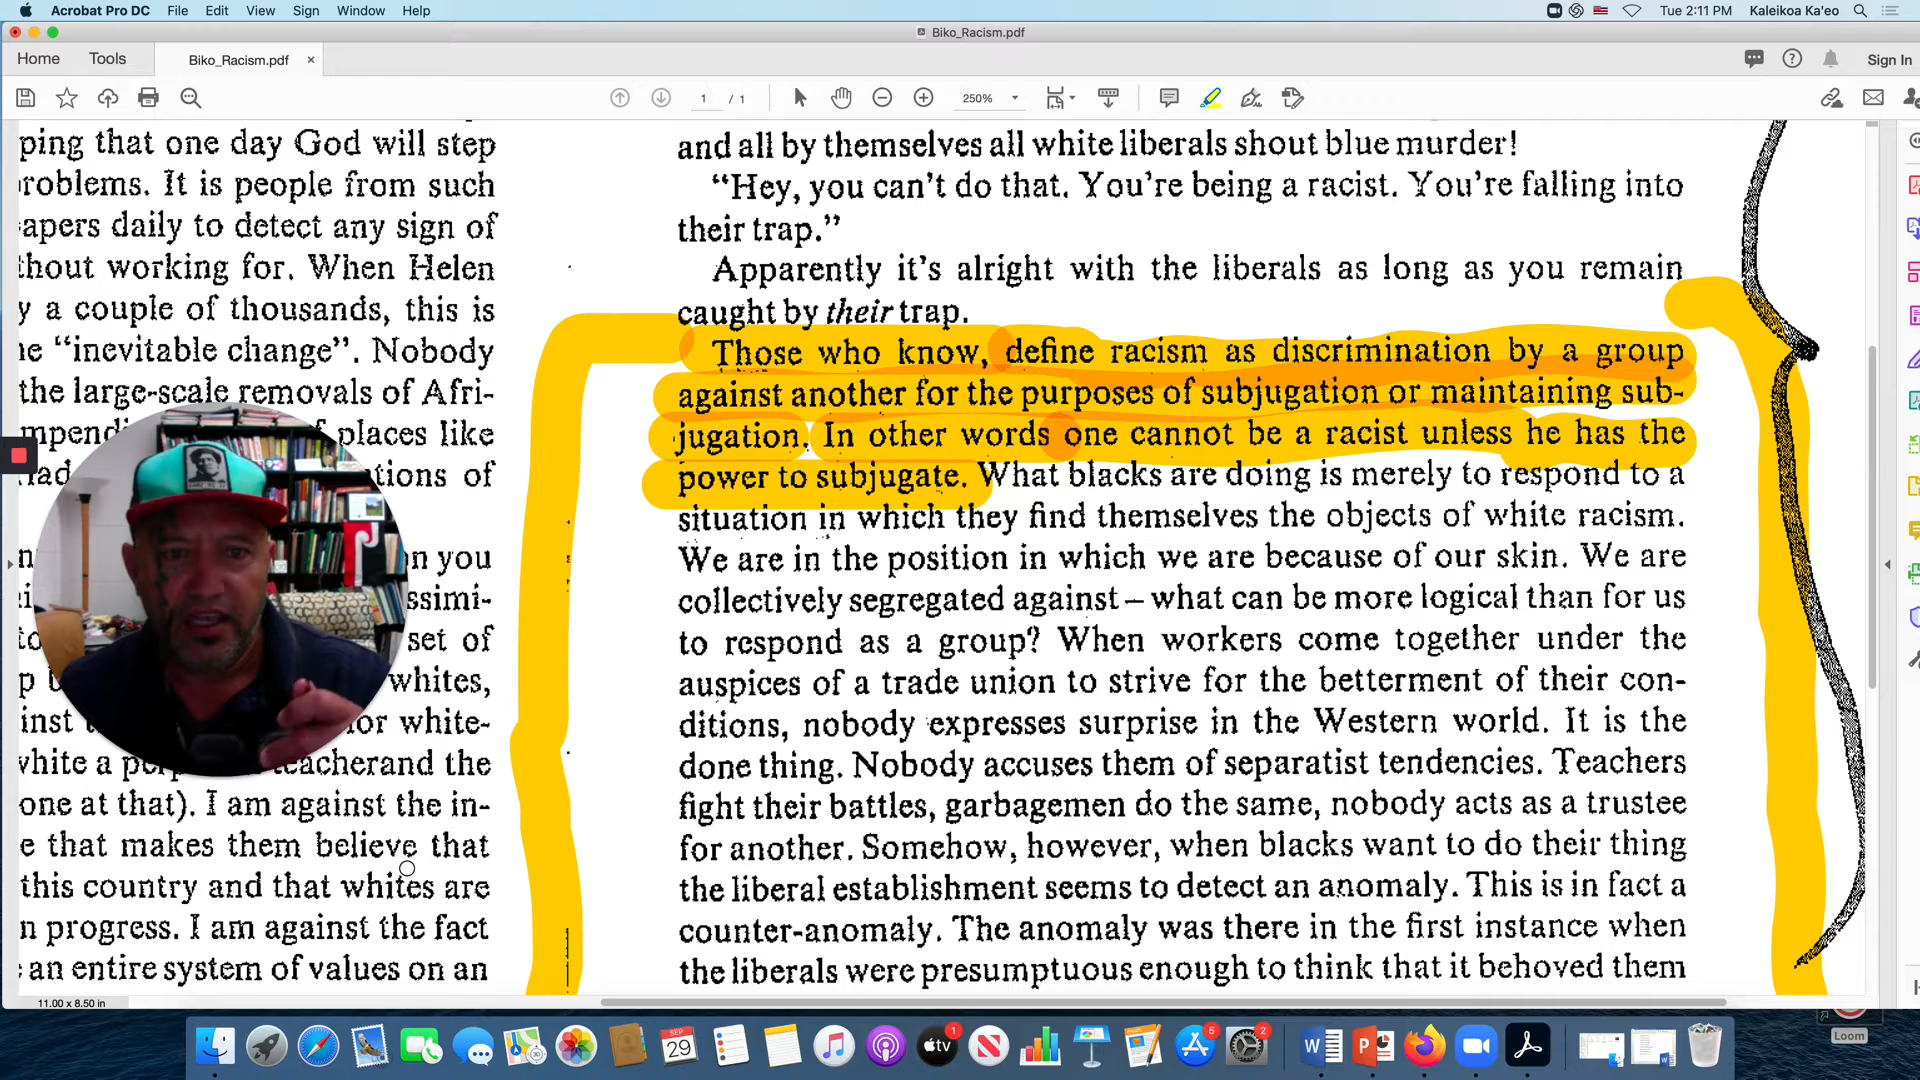 Acrobat Pro DC File Edit View Sign Window Help Tue 2:11 PM Kaleikoa Ka'eo
Biko_Racism.pdf
Home Tools Biko_Racism.pdf × Sign In
1 / 1 250%
ping that one day God will step
roblems. It is people from such
apers daily to detect any sign of
thout working for. When Helen
y a couple of thousands, this is
"inevitable change". Nobody
the large-scale removals of Afri-
places like
tions of
on you
ssimi-
set of
whites,
for white-
white a teacherand the
one at that). I am against the in-
e that makes them believe that
this country and that whites are
n progress. I am against the fact
an entire system of values on an
and all by themselves all white liberals shout blue murder!
"Hey, you can't do that. You're being a racist. You're falling into
their trap."
Apparently it's alright with the liberals as long as you remain
caught by their trap.
Those who know, define racism as discrimination by a group
against another for the purposes of subjugation or maintaining sub-
jugation. In other words one cannot be a racist unless he has the
power to subjugate. What blacks are doing is merely to respond to a
situation in which they find themselves the objects of white racism.
We are in the position in which we are because of our skin. We are
collectively segregated against – what can be more logical than for us
to respond as a group? When workers come together under the
auspices of a trade union to strive for the betterment of their con-
ditions, nobody expresses surprise in the Western world. It is the
done thing. Nobody accuses them of separatist tendencies. Teachers
fight their battles, garbagemen do the same, nobody acts as a trustee
for another. Somehow, however, when blacks want to do their thing
the liberal establishment seems to detect an anomaly. This is in fact a
counter-anomaly. The anomaly was there in the first instance when
the liberals were presumptuous enough to think that it behoved them
11.00 x 8.50 in
SEP
29
tv
1
5
2
Loom